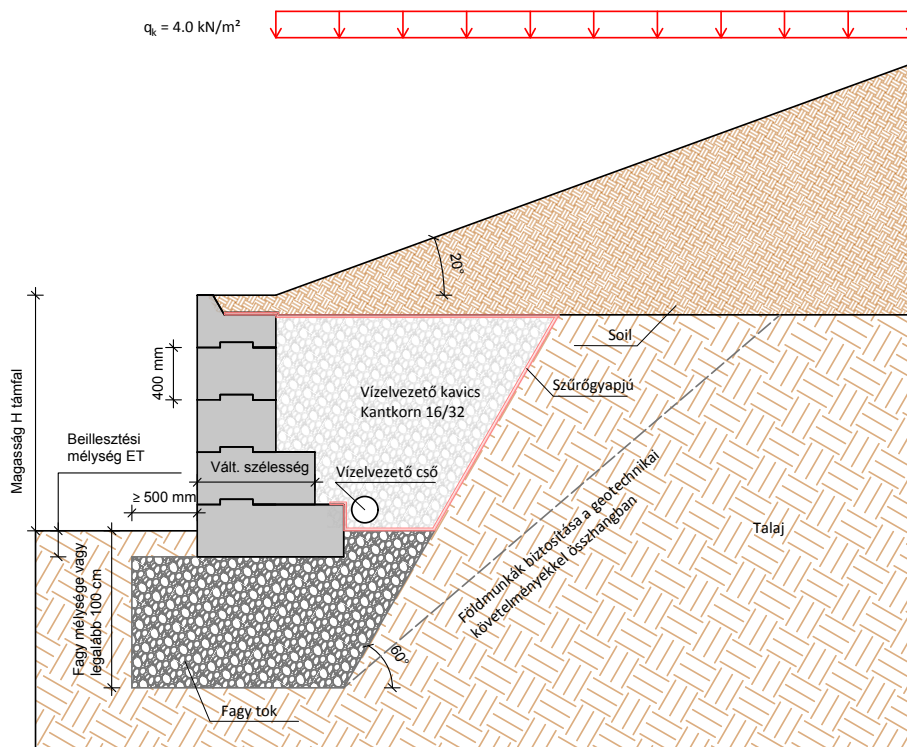 qk = 4.0 kN/m²
20°
Soil
Szűrőgyapjú
400 mm
Vízelvezető kavics
Kantkorn 16/32
Magasság H támfal
Beillesztési
mélység ET
Vált. szélesség
Vízelvezető cső
≥ 500 mm
Talaj
Földmunkák biztosítása a geotechnikai
követelményekkel összhangban
Fagy mélysége vagy
legalább 100 cm
60°
Fagy tok